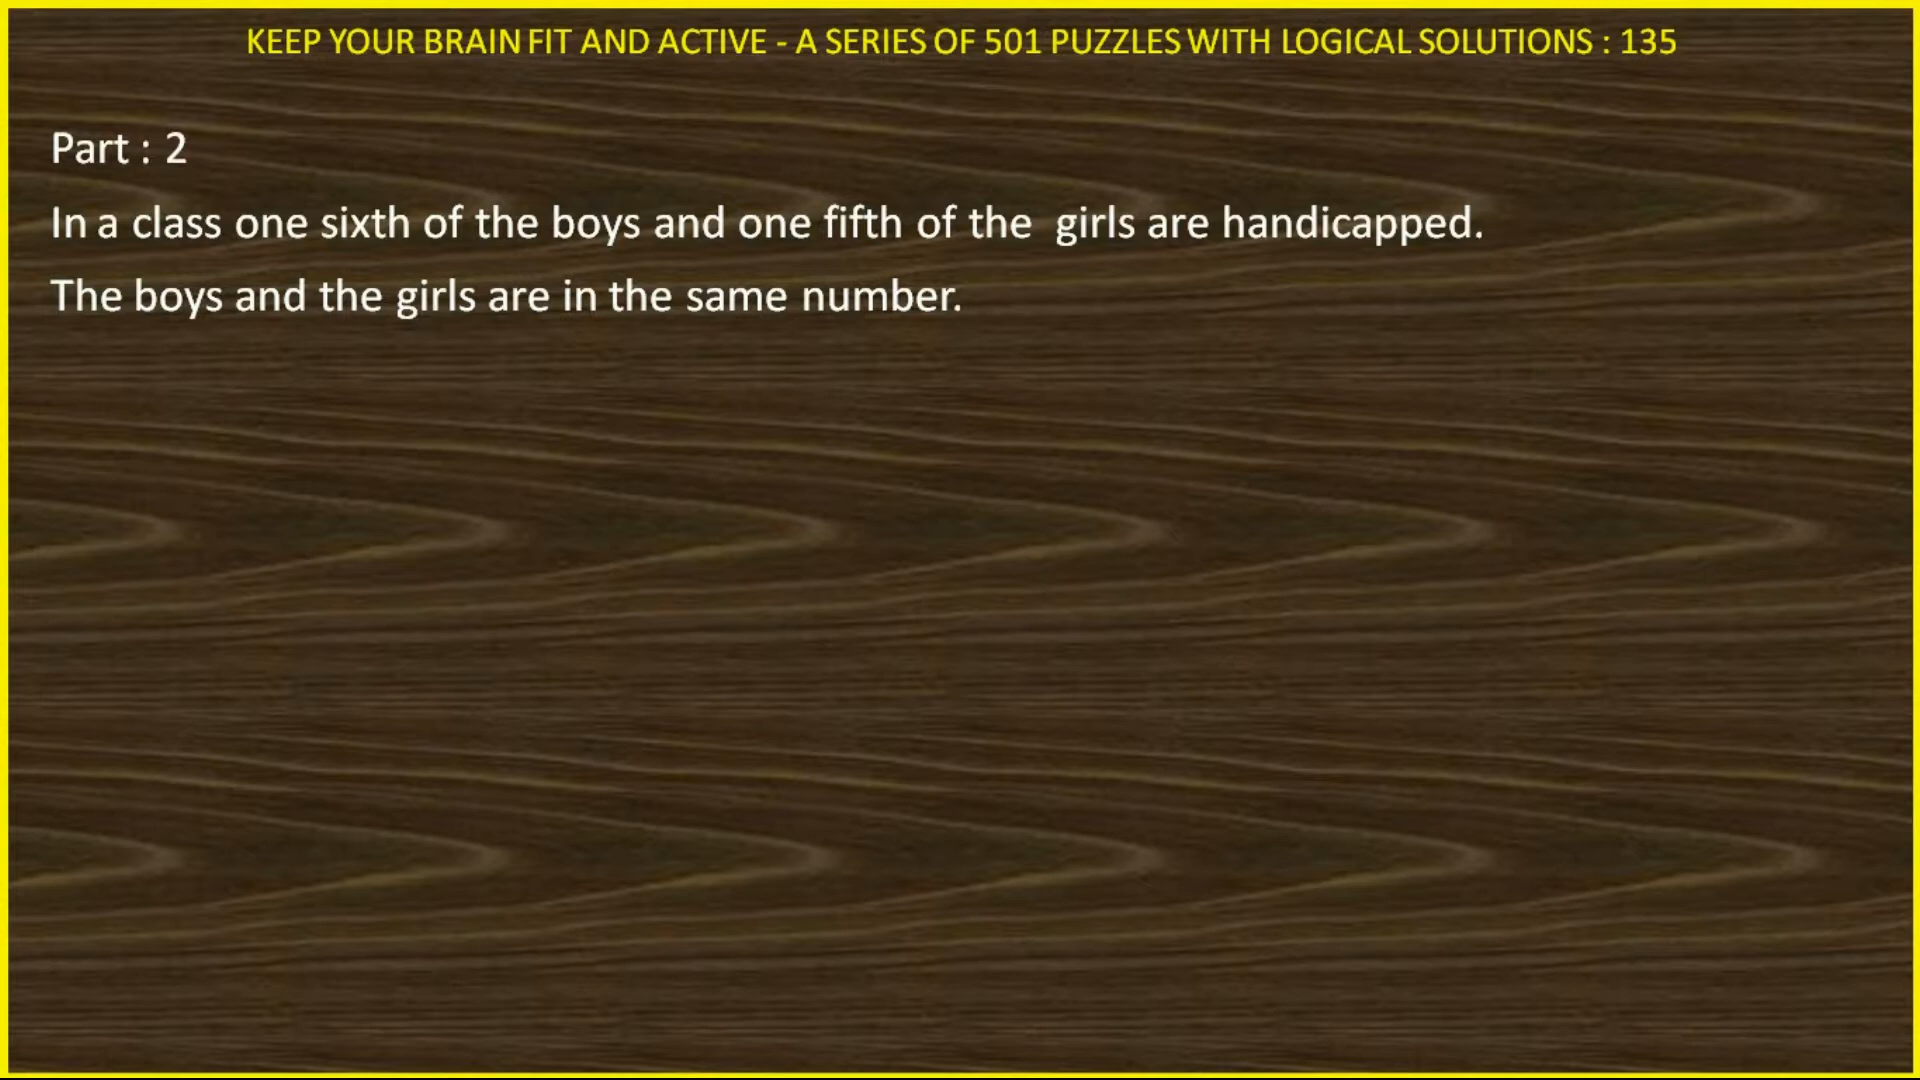 KEEP YOUR BRAIN FIT AND ACTIVE - A SERIES OF 501 PUZZLES WITH LOGICAL SOLUTIONS : 135
Part : 2
In a class one sixth of the boys and one fifth of the girls are handicapped.
The boys and the girls are in the same number.